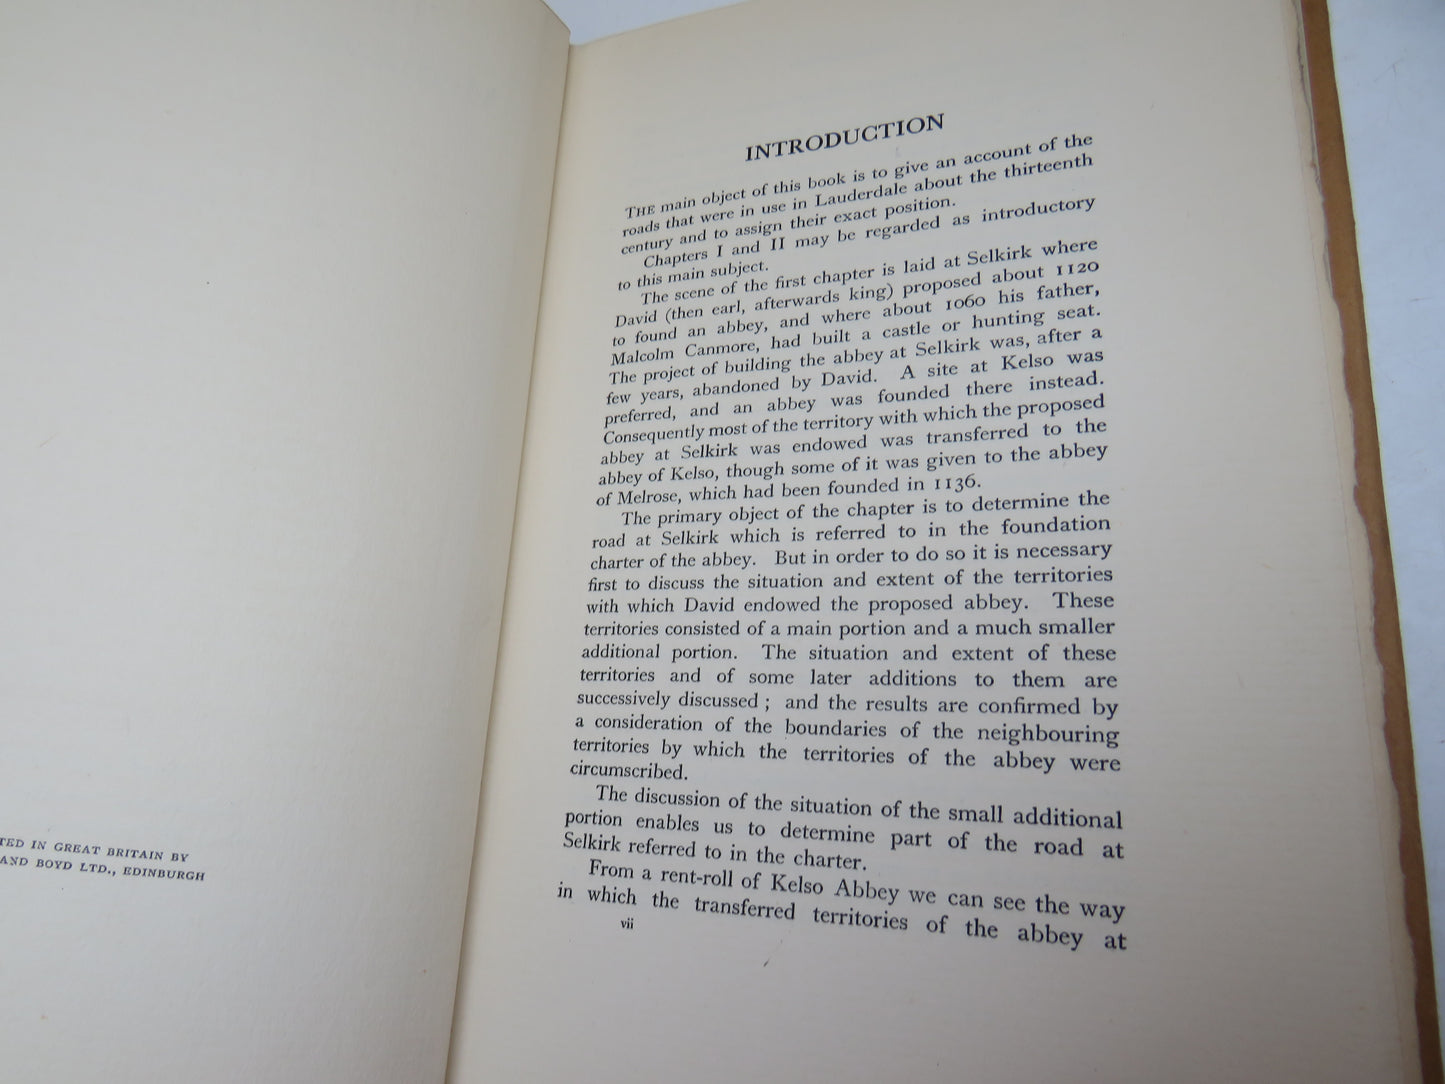 TED IN GREAT BRITAIN BY
AND BOYD LTD., EDINBURGH
INTRODUCTION
THE main object of this book is to give an account of the
roads that were in use in Lauderdale about the thirteenth
century and to assign their exact position.
Chapters I and II may be regarded as introductory
to this main subject.
The scene of the first chapter is laid at Selkirk where
David (then earl, afterwards king) proposed about 1120
to found an abbey, and where about 1060 his father,
Malcolm Canmore, had built a castle or hunting seat.
The project of building the abbey at Selkirk was, after a
few years, abandoned by David. A site at Kelso was
preferred, and an abbey was founded there instead.
Consequently most of the territory with which the proposed
abbey at Selkirk was endowed was transferred to the
abbey of Kelso, though some of it was given to the abbey
of Melrose, which had been founded in 1136.
The primary object of the chapter is to determine the
road at Selkirk which is referred to in the foundation
charter of the abbey. But in order to do so it is necessary
first to discuss the situation and extent of the territories
with which David endowed the proposed abbey. These
territories consisted of a main portion and a much smaller
additional portion. The situation and extent of these
territories and of some later additions to them are
successively discussed ; and the results are confirmed by
a consideration of the boundaries of the neighbouring
territories by which the territories of the abbey were
circumscribed.
The discussion of the situation of the small additional
portion enables us to determine part of the road at
Selkirk referred to in the charter.
From a rent-roll of Kelso Abbey we can see the way
in which the transferred territories of the abbey at
vii